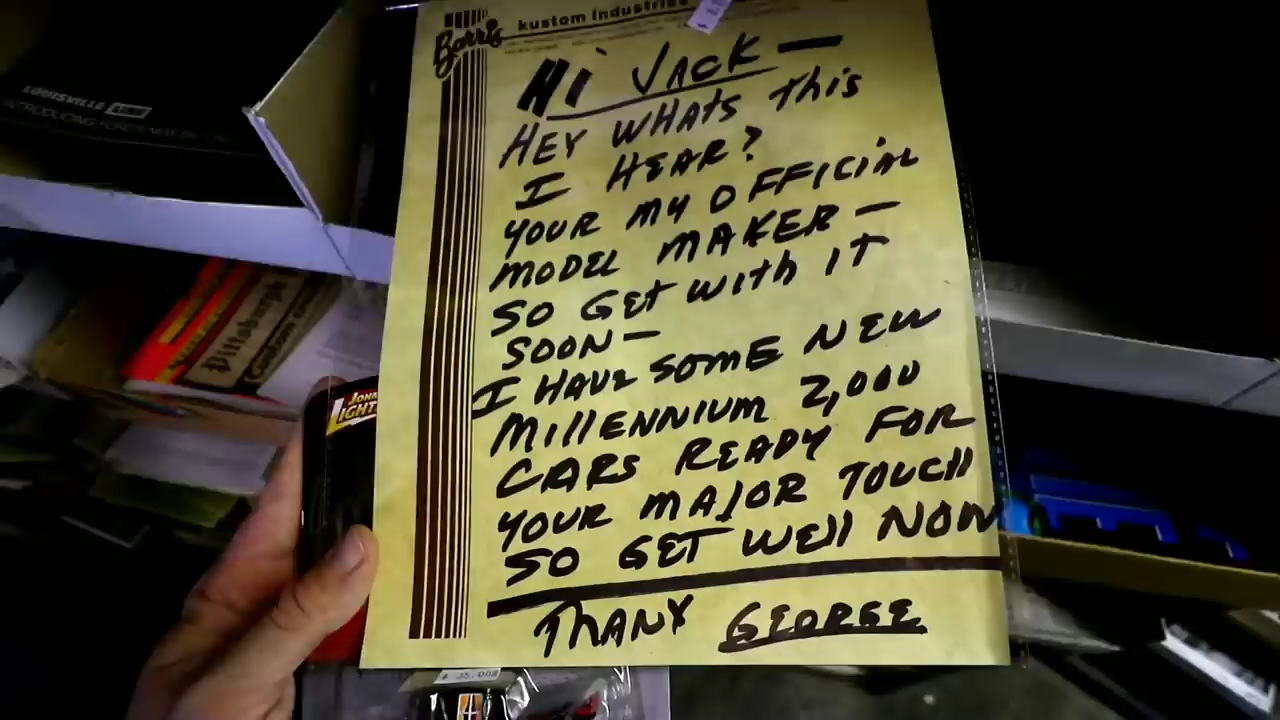 Barris kustom industries
Hi JACK —
HEY WHATS this
I HEAR?
YOUR MY OFFICIAL
MODEL MAKER —
SO GEt with IT
SOON —
I HAVE SOME NEW
MIllENNIUM 2,000
CARS READY FOR
YOUR MAJOR TOUCH
SO GET WEll NOW
THANX GEORGE
LOUISVILLE
Pittsburgh
JOHN
LIGHT